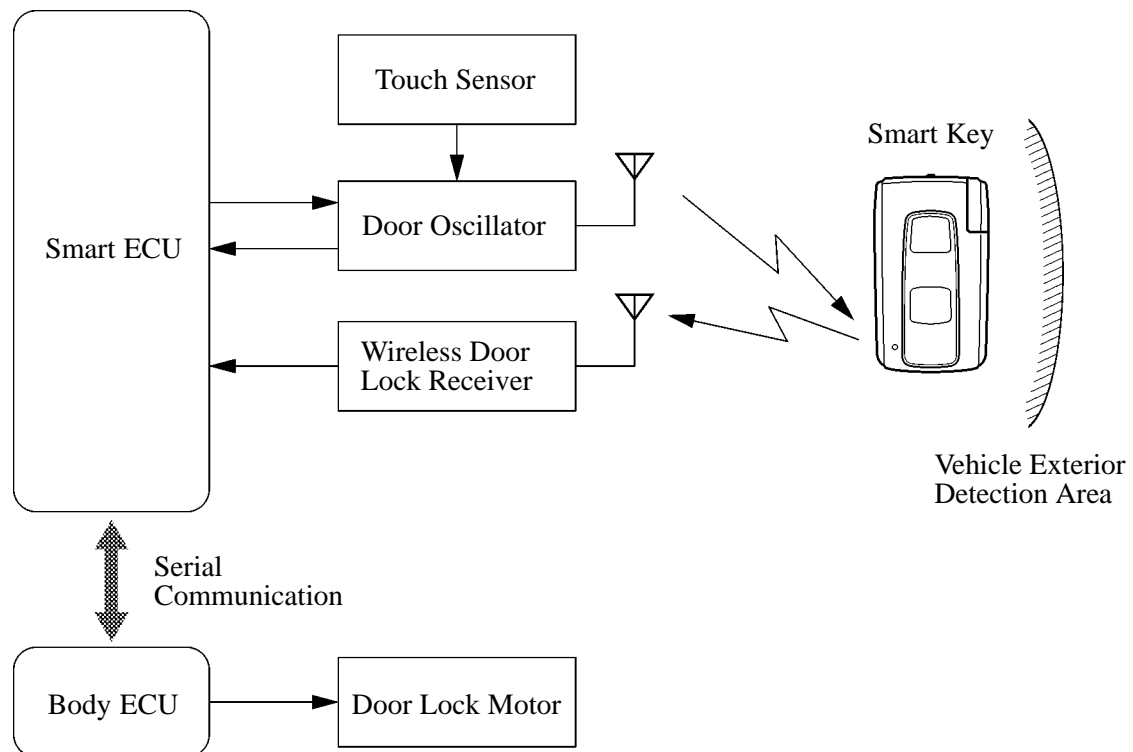 Touch Sensor
Smart Key
Door Oscillator
Smart ECU
Wireless Door
Lock Receiver
Vehicle Exterior
Detection Area
Serial
Communication
Body ECU
Door Lock Motor